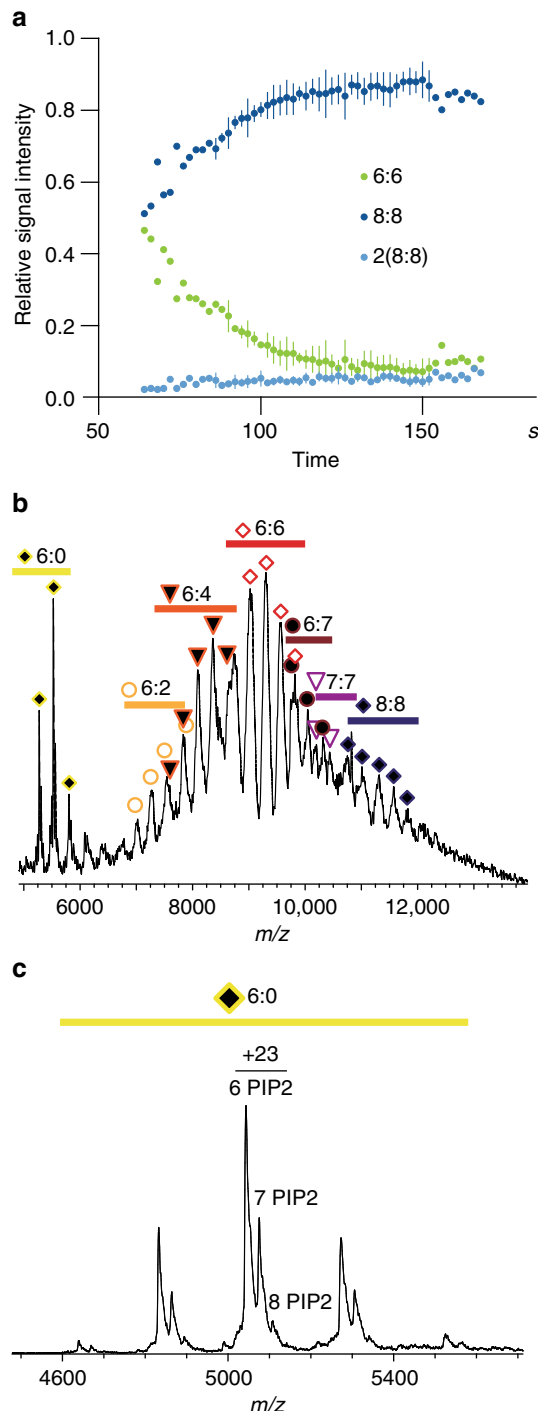 a
1.0
0.8
0.6
0.4
0.2
0.0
Relative signal intensity
6:6
8:8
2(8:8)
50
100
150
s
Time
b
6:0
6:2
6:4
6:6
6:7
7:7
8:8
6000
8000
10,000
12,000
m/z
c
6:0
+23
6 PIP2
7 PIP2
8 PIP2
4600
5000
5400
m/z